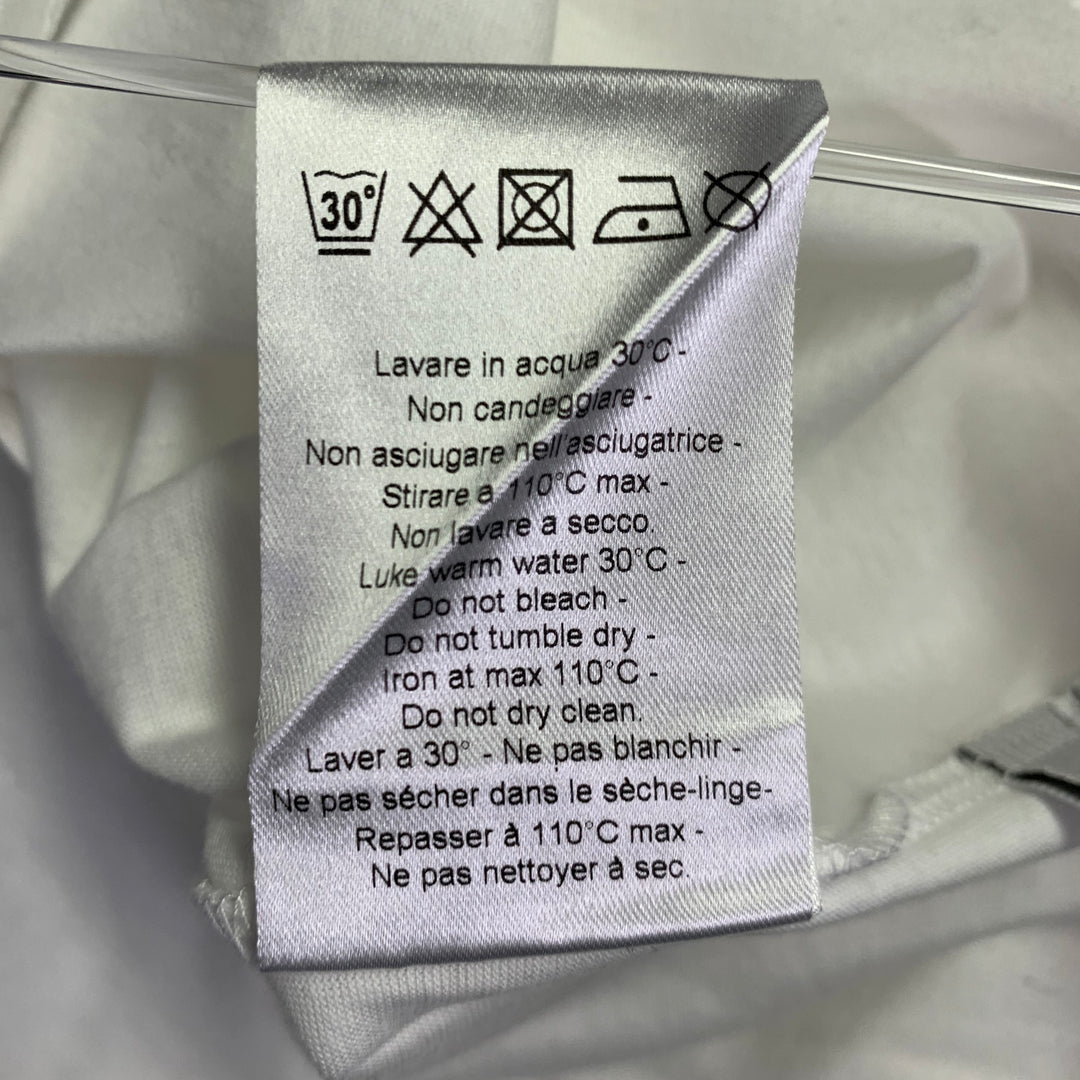 30°
Lavare in acqua 30°C -
Non candeggiare -
Non asciugare nell'asciugatrice -
Stirare a 110°C max -
Non lavare a secco.
Luke warm water 30°C -
Do not bleach -
Do not tumble dry -
Iron at max 110°C -
Do not dry clean.
Laver a 30° - Ne pas blanchir -
Ne pas sécher dans le sèche-linge-
Repasser à 110°C max -
Ne pas nettoyer à sec.